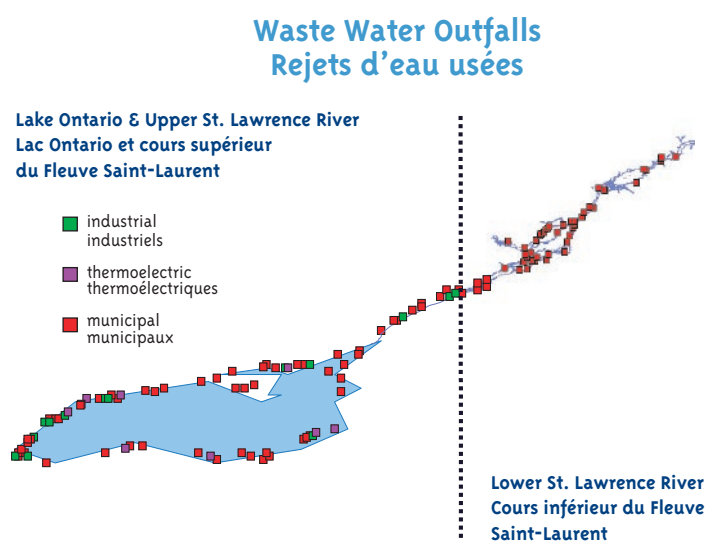 Waste Water Outfalls
Rejets d'eau usées
Lake Ontario & Upper St. Lawrence River
Lac Ontario et cours supérieur
du Fleuve Saint-Laurent
industrial
industriels
thermoelectric
thermoélectriques
municipal
municipaux
Lower St. Lawrence River
Cours inférieur du Fleuve
Saint-Laurent